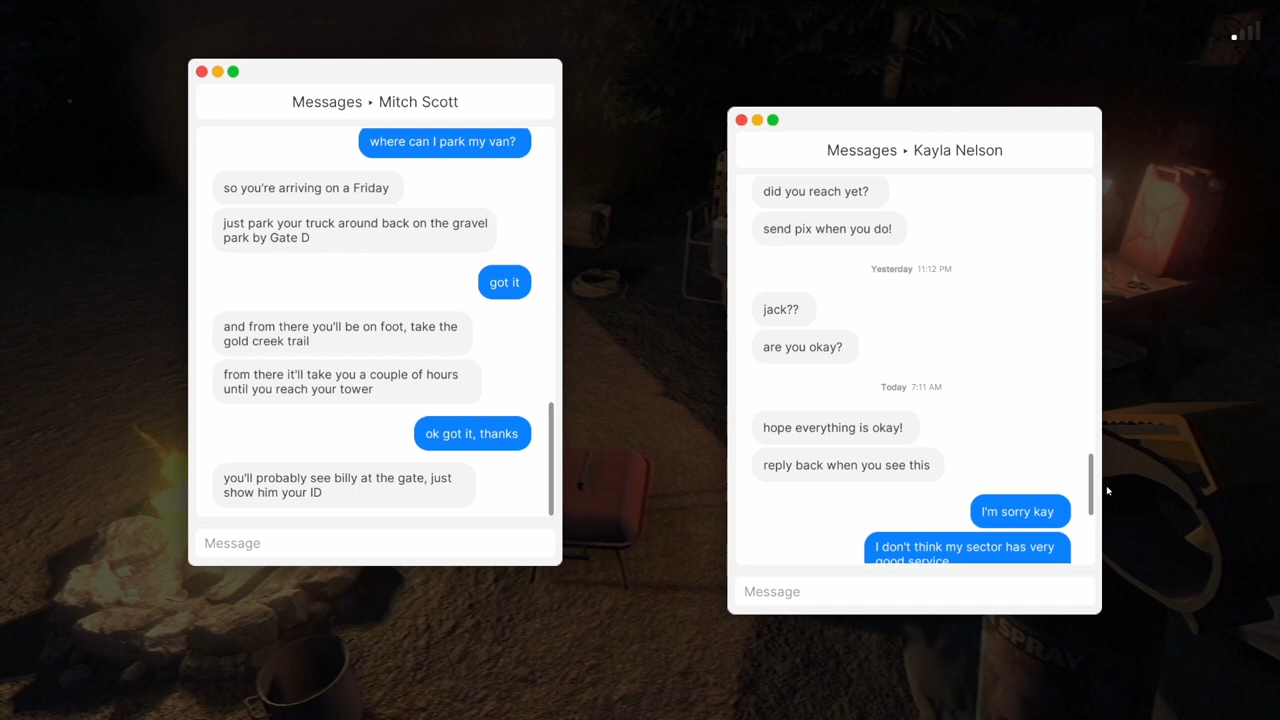 Messages ‣ Mitch Scott
where can I park my van?
so you're arriving on a Friday
just park your truck around back on the gravel
park by Gate D
got it
and from there you'll be on foot, take the
gold creek trail
from there it'll take you a couple of hours
until you reach your tower
ok got it, thanks
you'll probably see billy at the gate, just
show him your ID
Message
Messages ‣ Kayla Nelson
did you reach yet?
send pix when you do!
Yesterday 11:12 PM
jack??
are you okay?
Today 7:11 AM
hope everything is okay!
reply back when you see this
I'm sorry kay
I don't think my sector has very
good service
Message
SPRAY